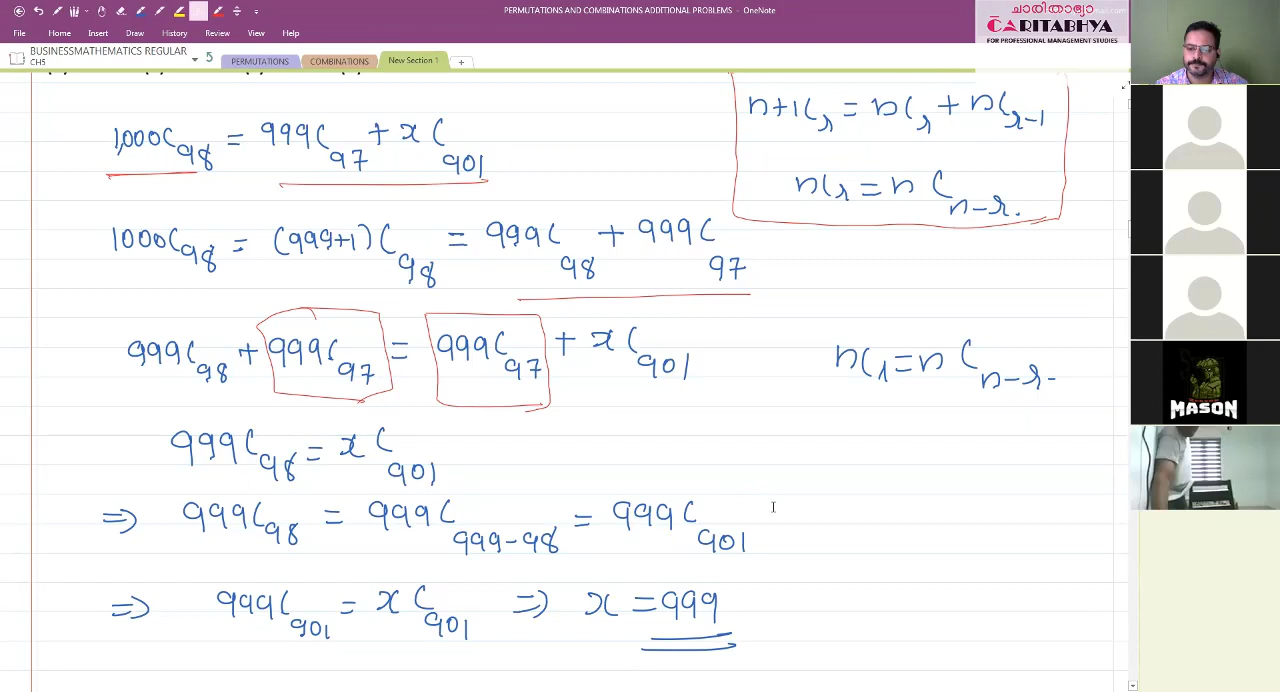 PERMUTATIONS AND COMBINATIONS ADDITIONAL PROBLEMS - OneNote
ചാരിതാഭ്യ
CARITABHYA
FOR PROFESSIONAL MANAGEMENT STUDIES
File Home Insert Draw History Review View Help
BUSINESSMATHEMATICS REGULAR
CH5
PERMUTATIONS COMBINATIONS New Section 1
n+1Cr = nCr + nCr-1
nCr = nCn-r.
1000C98 = 999C97 + xC901
1000C98 = (999+1)C98 = 999C98 + 999C97
999C98 + 999C97 = 999C97 + xC901
nCr = nCn-r-
999C98 = xC901
⇒ 999C98 = 999C999-98 = 999C901
⇒ 999C901 = xC901 ⇒ x = 999
MASON